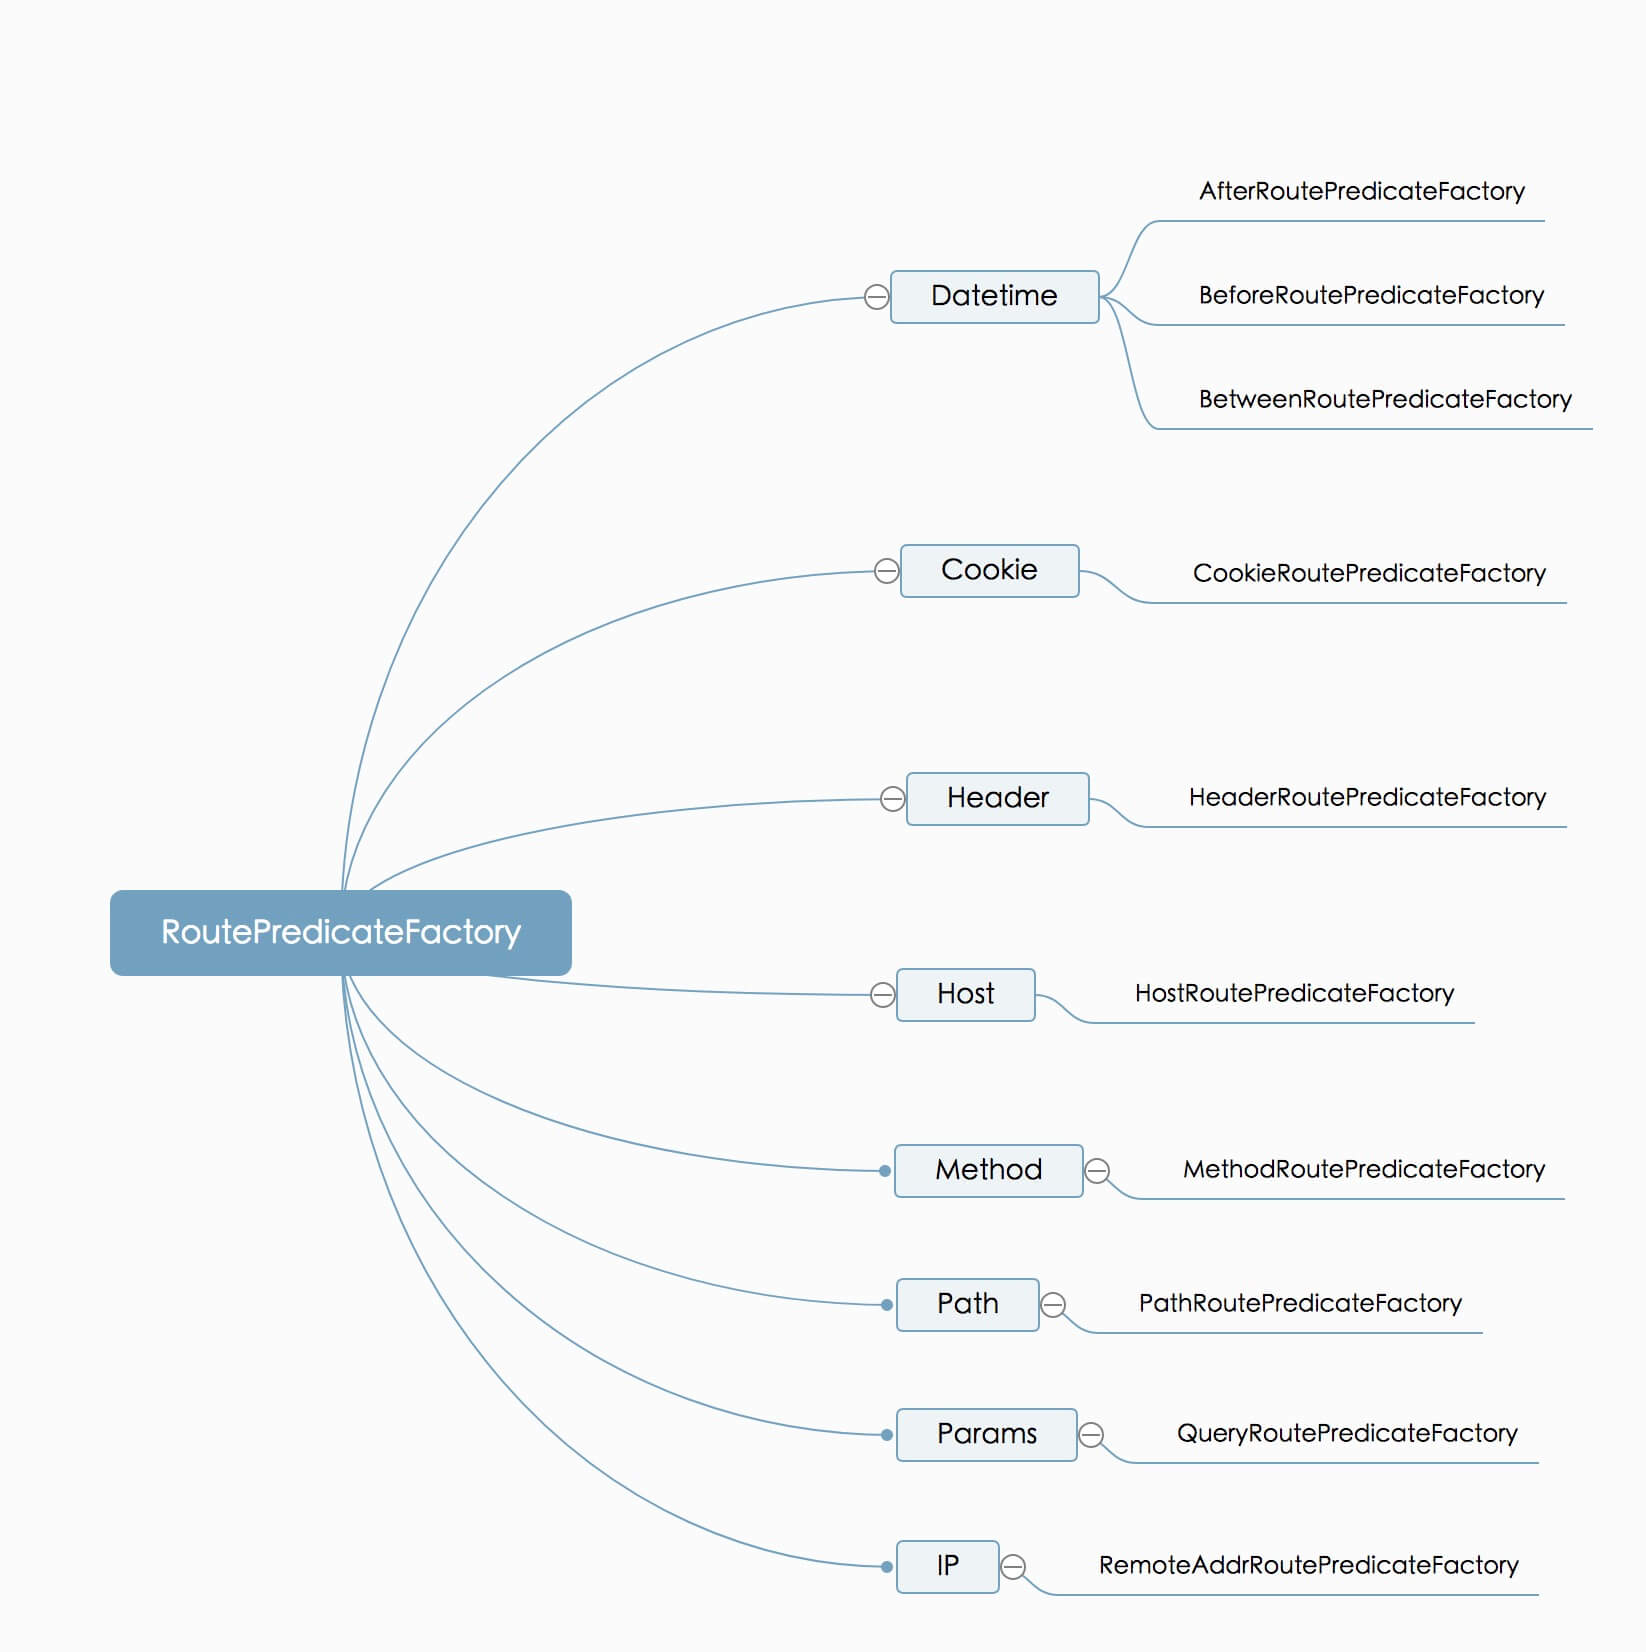 AfterRoutePredicateFactory
Datetime
BeforeRoutePredicateFactory
BetweenRoutePredicateFactory
Cookie
CookieRoutePredicateFactory
Header
HeaderRoutePredicateFactory
RoutePredicateFactory
Host
HostRoutePredicateFactory
Method
MethodRoutePredicateFactory
Path
PathRoutePredicateFactory
Params
QueryRoutePredicateFactory
IP
RemoteAddrRoutePredicateFactory